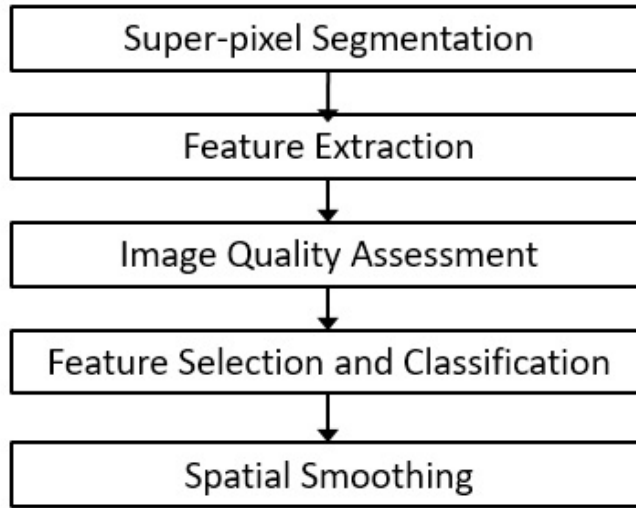 Super-pixel Segmentation
Feature Extraction
Image Quality Assessment
Feature Selection and Classification
Spatial Smoothing